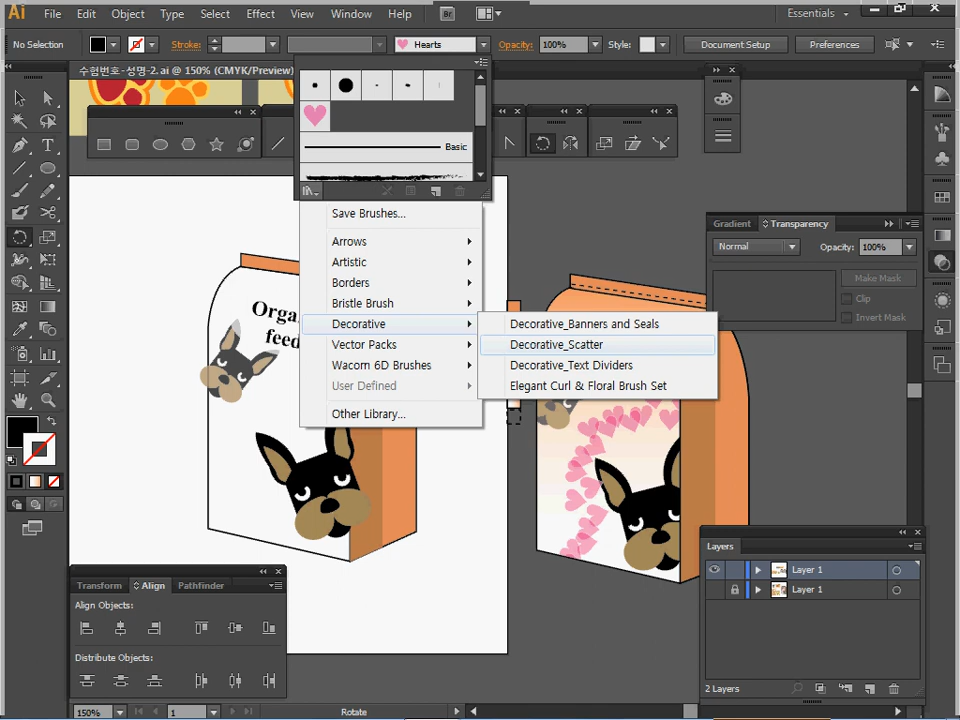 Ai File Edit Object Type Select Effect View Window Help Br Essentials
No Selection Stroke: Hearts Opacity: 100% Style: Document Setup Preferences
수험번호-성명-2.ai @ 150% (CMYK/Preview)
Basic
Save Brushes...
Arrows
Artistic
Borders
Bristle Brush
Decorative
Vector Packs
Wacom 6D Brushes
User Defined
Other Library...
Decorative_Banners and Seals
Decorative_Scatter
Decorative_Text Dividers
Elegant Curl & Floral Brush Set
Orga
feed
Gradient Transparency
Normal Opacity: 100%
Make Mask
Clip
Invert Mask
Layers
Layer 1
Layer 1
2 Layers
Transform Align Pathfinder
Align Objects:
Distribute Objects:
150% 1 Rotate